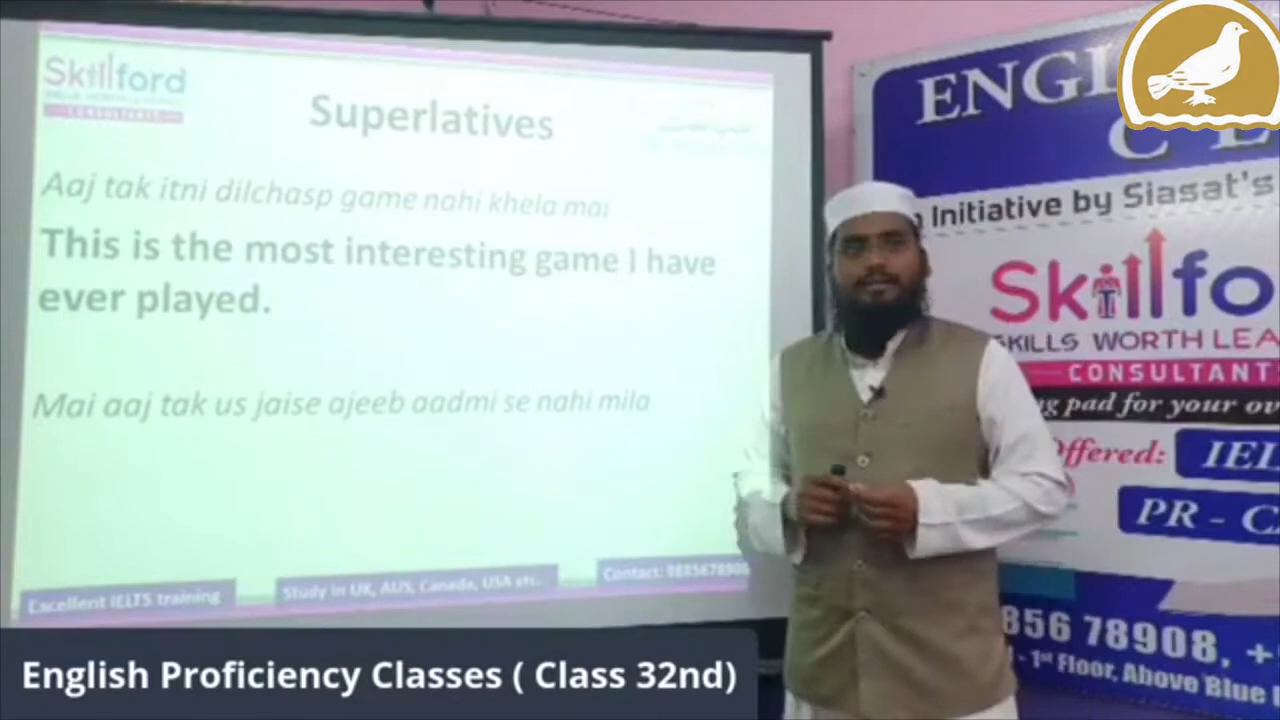 Skillford
CONSULTANTS
Superlatives
Aaj tak itni dilchasp game nahi khela mai
This is the most interesting game I have
ever played.
Mai aaj tak us jaise ajeeb aadmi se nahi mila
Excellent IELTS training
Study in UK, AUS, Canada, USA etc..
Contact: 9885678908
English Proficiency Classes ( Class 32nd)
ENGL
C E
Initiative by Siasat's
Skillfo
SKILLS WORTH LEA
CONSULTANT
pad for your ov
Offered:
IEL
PR - C
856 78908, +
1st Floor, Above Blue